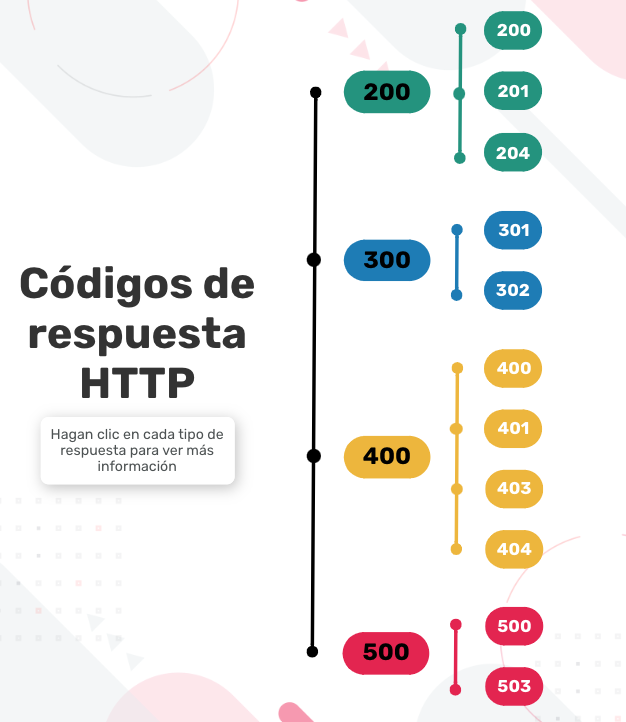 Códigos de
respuesta
HTTP
Hagan clic en cada tipo de
respuesta para ver más
información
200
200
201
204
300
301
302
400
400
401
403
404
500
500
503